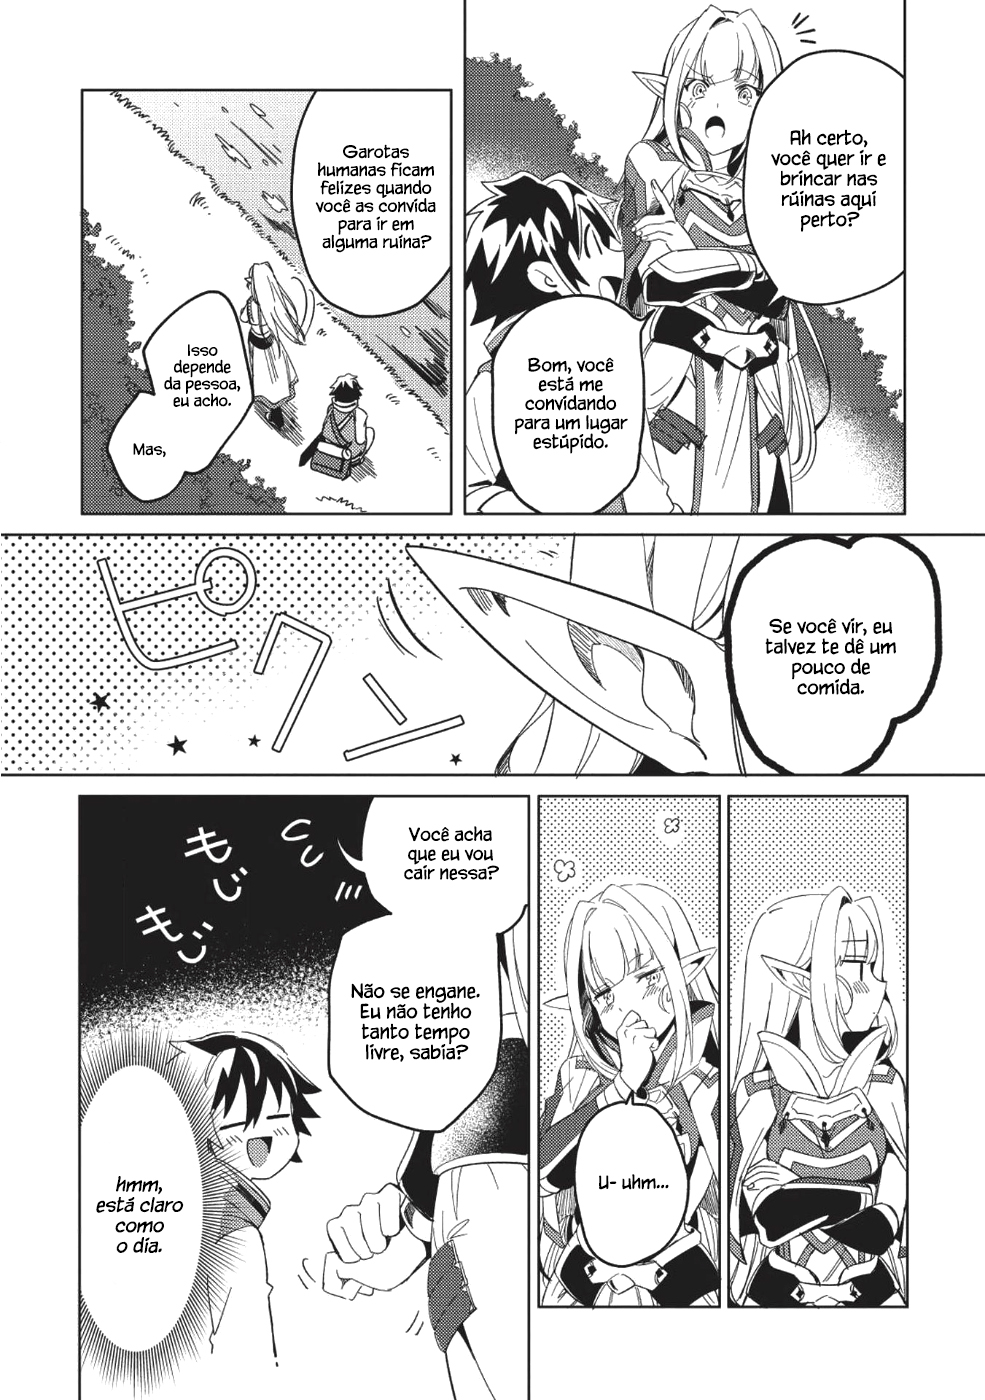 Ah certo,
você quer ir e
brincar nas
rúinas aqui
perto?
Bom, você
está me
convidando
para um lugar
estúpido.
Garotas
humanas ficam
felizes quando
você as convida
para ir em
alguma ruína?
Isso
depende
da pessoa,
eu acho.
Mas,
Se você vir, eu
talvez te dê um
pouco de
comida.
ピクン
U- uhm...
Você acha
que eu vou
cair nessa?
Não se engane.
Eu não tenho
tanto tempo
livre, sabia?
もじ
もじ
hmm,
está claro
como
o dia.